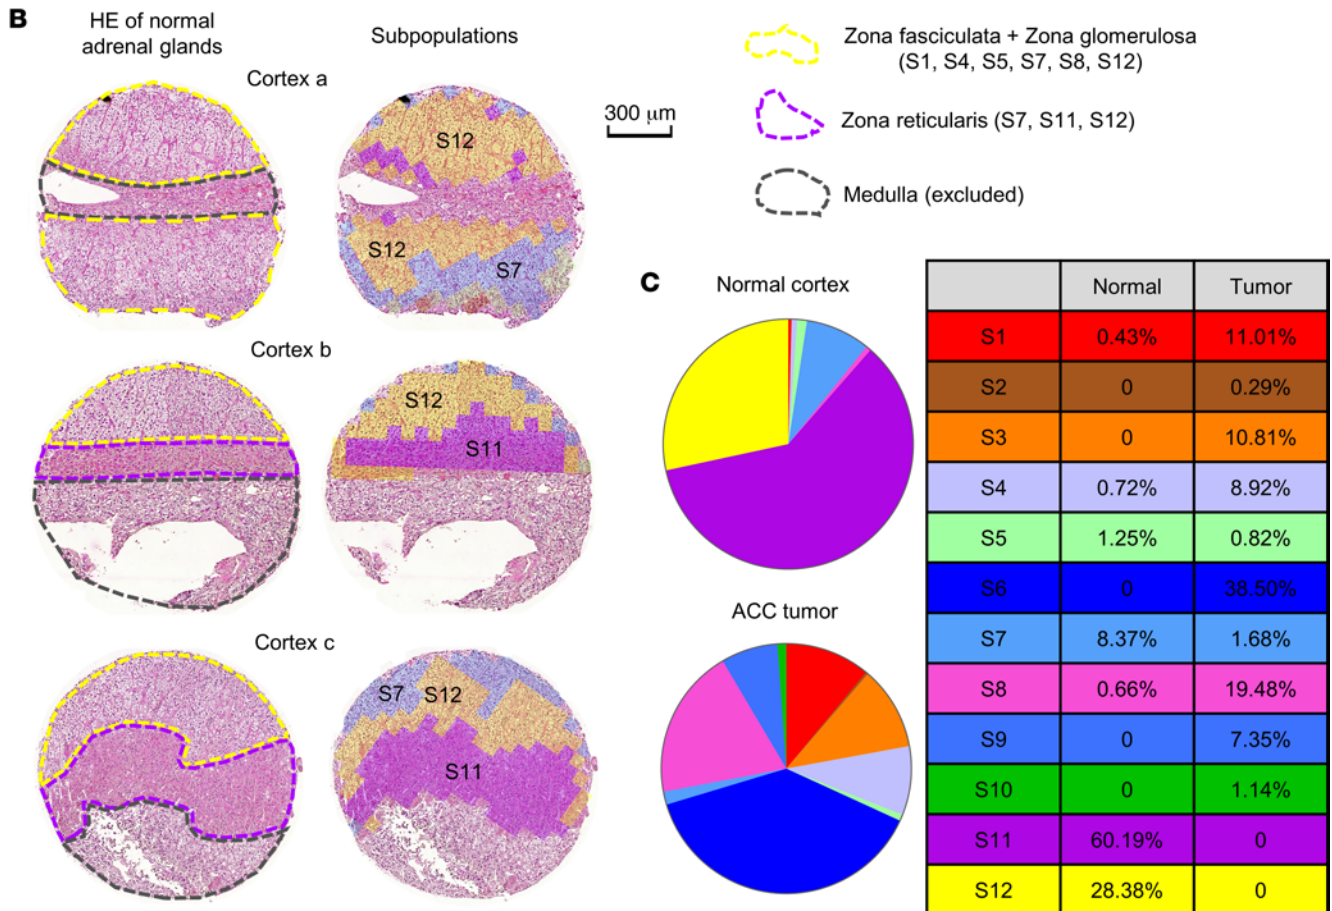 B
HE of normal
adrenal glands
Subpopulations
Cortex a
S12
S12
S7
300 μm
Zona fasciculata + Zona glomerulosa
(S1, S4, S5, S7, S8, S12)
Zona reticularis (S7, S11, S12)
Medulla (excluded)
Cortex b
S12
S11
Cortex c
S7 S12
S11
C
Normal cortex
ACC tumor
Normal Tumor
S1 0.43% 11.01%
S2 0 0.29%
S3 0 10.81%
S4 0.72% 8.92%
S5 1.25% 0.82%
S6 0 38.50%
S7 8.37% 1.68%
S8 0.66% 19.48%
S9 0 7.35%
S10 0 1.14%
S11 60.19% 0
S12 28.38% 0